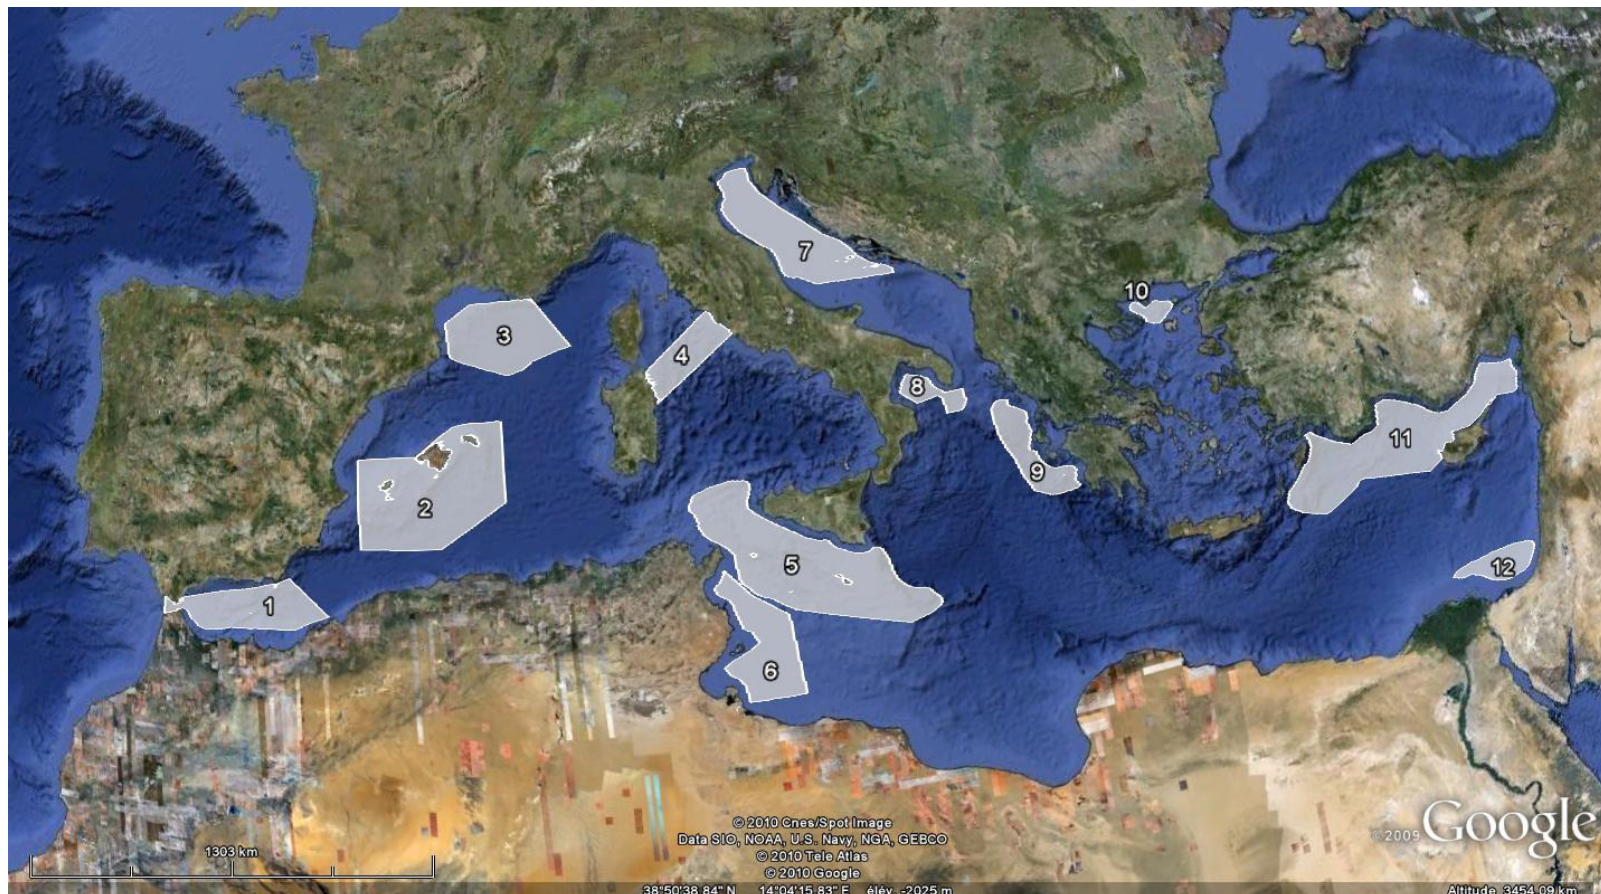 7
10
3
4
8
11
9
2
5
12
1
6
© 2010 Cnes/Spot Image
Data SIO, NOAA, U.S. Navy, NGA, GEBCO
© 2010 Tele Atlas
© 2010 Google
©2009 Google
1303 km
38°50'38.84" N 14°04'15.83" E élév. -2025 m
Altitude 3454.09 km